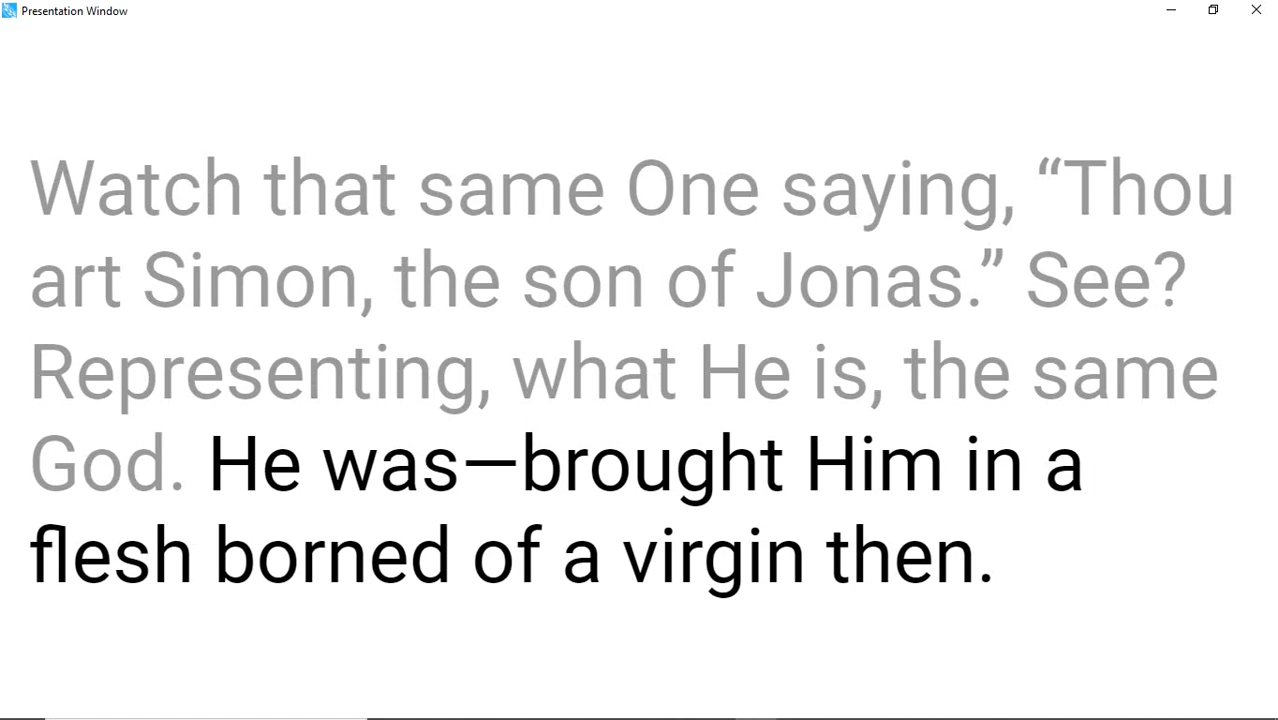 Presentation Window
Watch that same One saying, “Thou
art Simon, the son of Jonas.” See?
Representing, what He is, the same
God. He was—brought Him in a
flesh borned of a virgin then.